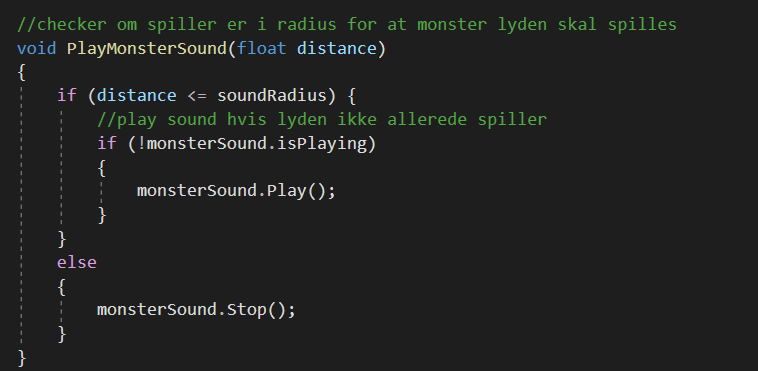 //checker om spiller er i radius for at monster lyden skal spilles
void PlayMonsterSound(float distance)
{
    if (distance <= soundRadius) {
        //play sound hvis lyden ikke allerede spiller
        if (!monsterSound.isPlaying)
        {
            monsterSound.Play();
        }
    }
    else
    {
        monsterSound.Stop();
    }
}